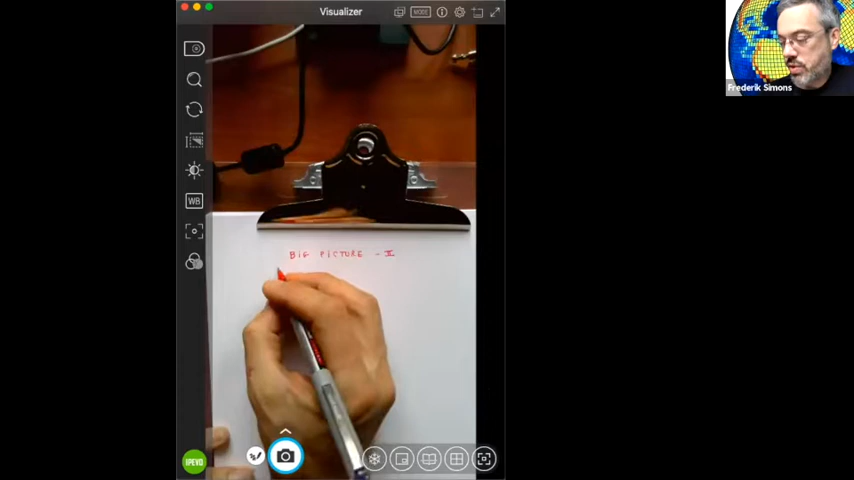 Visualizer
MODE
Frederik Simons
WB
BIG PICTURE - II
IPEVO